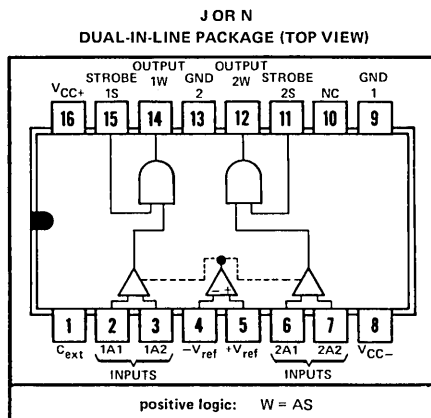 J OR N
DUAL-IN-LINE PACKAGE (TOP VIEW)
VCC+ STROBE 1S OUTPUT 1W GND 2 OUTPUT 2W STROBE 2S NC GND 1
16 15 14 13 12 11 10 9
- +
1 2 3 4 5 6 7 8
Cext 1A1 1A2 -Vref +Vref 2A1 2A2 VCC-
INPUTS INPUTS
positive logic: W = AS